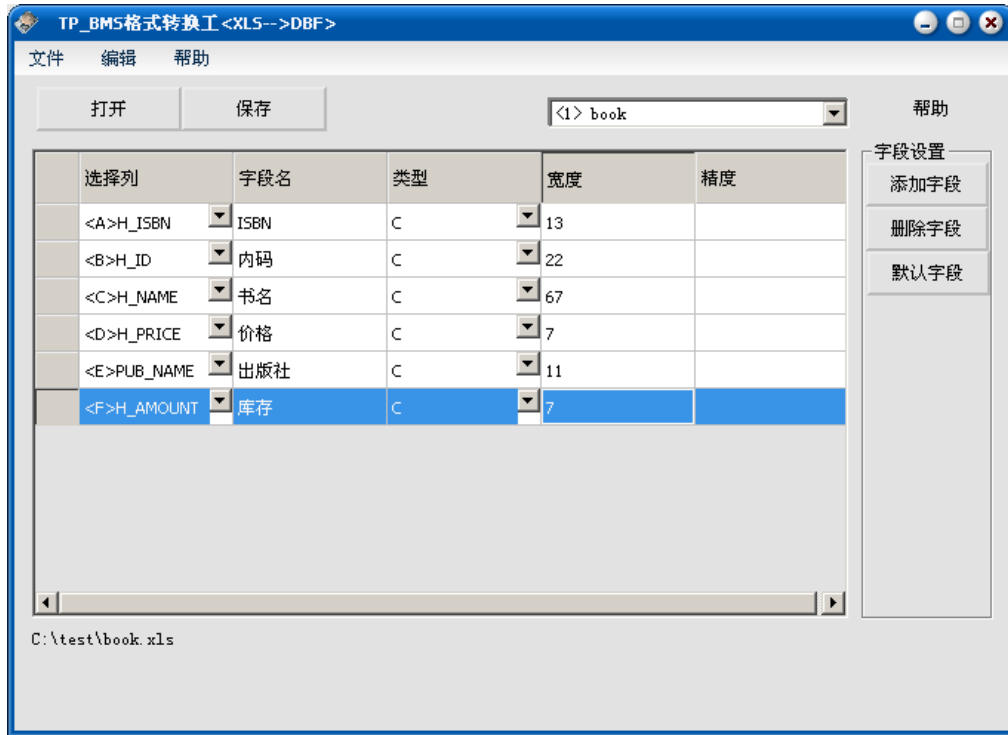 TP_BMS格式转换工<XLS-->DBF>
文件 编辑 帮助
打开 保存 <1> book 帮助
字段设置
选择列 字段名 类型 宽度 精度 添加字段
<A>H_ISBN ISBN C 13 删除字段
<B>H_ID 内码 C 22 默认字段
<C>H_NAME 书名 C 67
<D>H_PRICE 价格 C 7
<E>PUB_NAME 出版社 C 11
<F>H_AMOUNT 库存 C 7
C:\test\book.xls